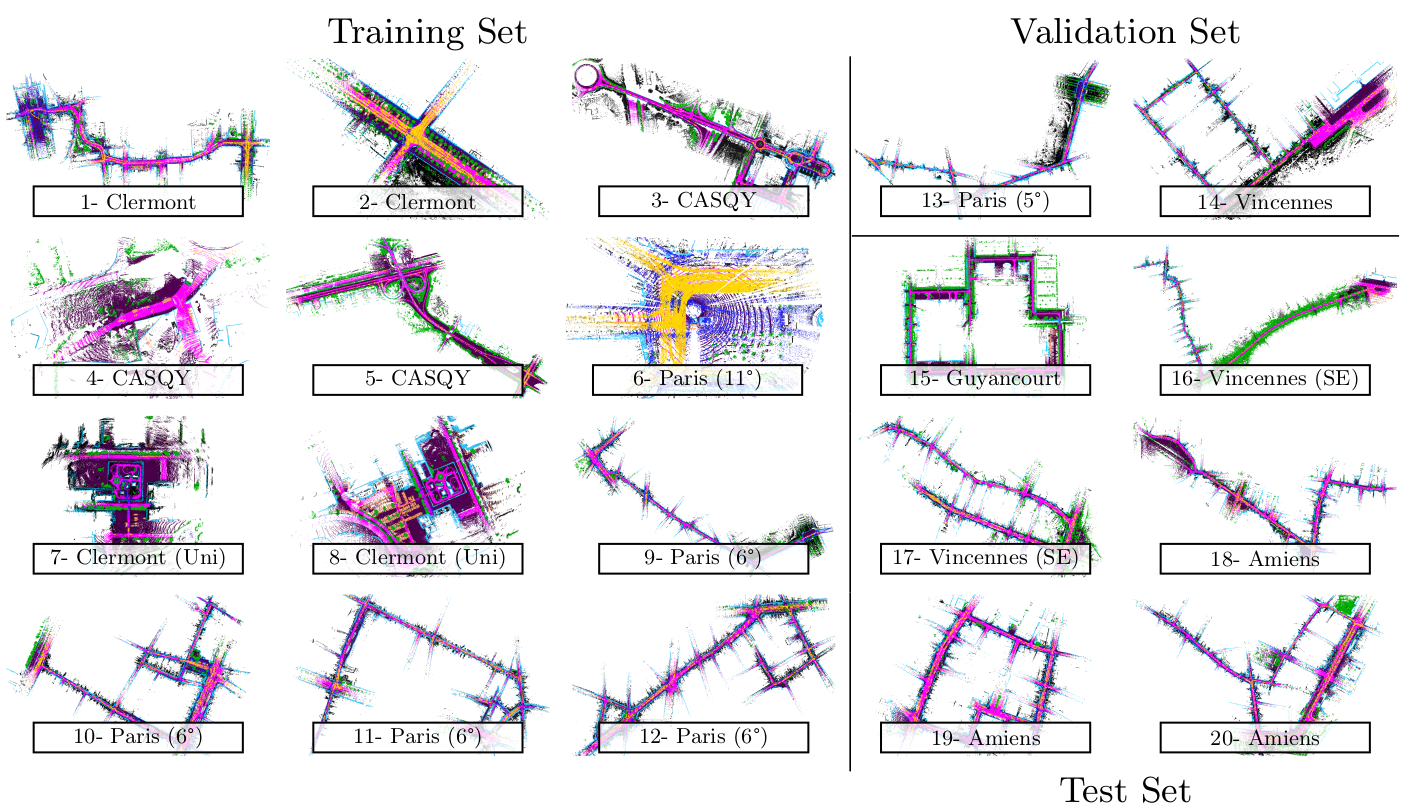 Training Set
Validation Set
1- Clermont
2- Clermont
3- CASQY
13- Paris (5°)
14- Vincennes
4- CASQY
5- CASQY
6- Paris (11°)
15- Guyancourt
16- Vincennes (SE)
7- Clermont (Uni)
8- Clermont (Uni)
9- Paris (6°)
17- Vincennes (SE)
18- Amiens
10- Paris (6°)
11- Paris (6°)
12- Paris (6°)
19- Amiens
20- Amiens
Test Set